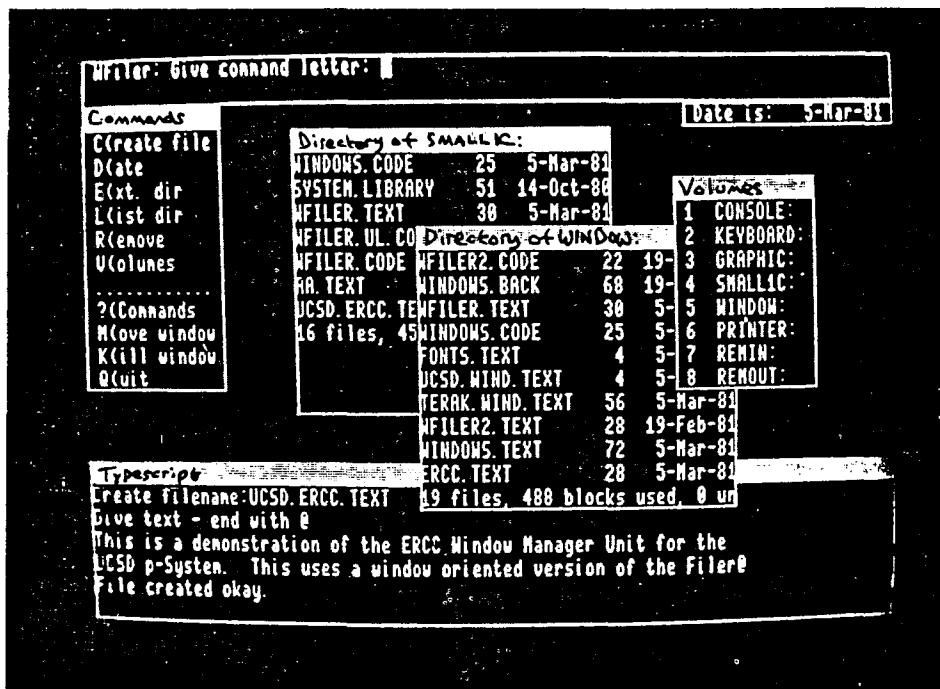 WFiler: Give command letter:
Date is: 5-Mar-81
Commands
C(reate file
D(ate
E(xt. dir
L(ist dir
R(emove
V(olumes
............
?(Commands
M(ove window
K(ill window
Q(uit
Directory of SMALL1C:
WINDOWS.CODE 25 5-Mar-81
SYSTEM.LIBRARY 51 14-Oct-80
WFILER.TEXT 30 5-Mar-81
WFILER.UL.CO
WFILER.CODE
AA.TEXT
UCSD.ERCC.TE
16 files, 45
Directory of WINDOW:
WFILER2.CODE 22 19-
WINDOWS.BACK 68 19-
WFILER.TEXT 30 5-
WINDOWS.CODE 25 5-
FONTS.TEXT 4 5-
UCSD.WIND.TEXT 4 5-
TERAK.WIND.TEXT 56 5-Mar-81
WFILER2.TEXT 28 19-Feb-81
WINDOWS.TEXT 72 5-Mar-81
ERCC.TEXT 28 5-Mar-81
19 files, 488 blocks used, 0 un
Volumes
1 CONSOLE:
2 KEYBOARD:
3 GRAPHIC:
4 SMALL1C:
5 WINDOW:
6 PRINTER:
7 REMIN:
8 REMOUT:
Typescript
Create filename:UCSD.ERCC.TEXT
Give text - end with @
This is a demonstration of the ERCC Window Manager Unit for the
UCSD p-System. This uses a window oriented version of the Filer@
File created okay.